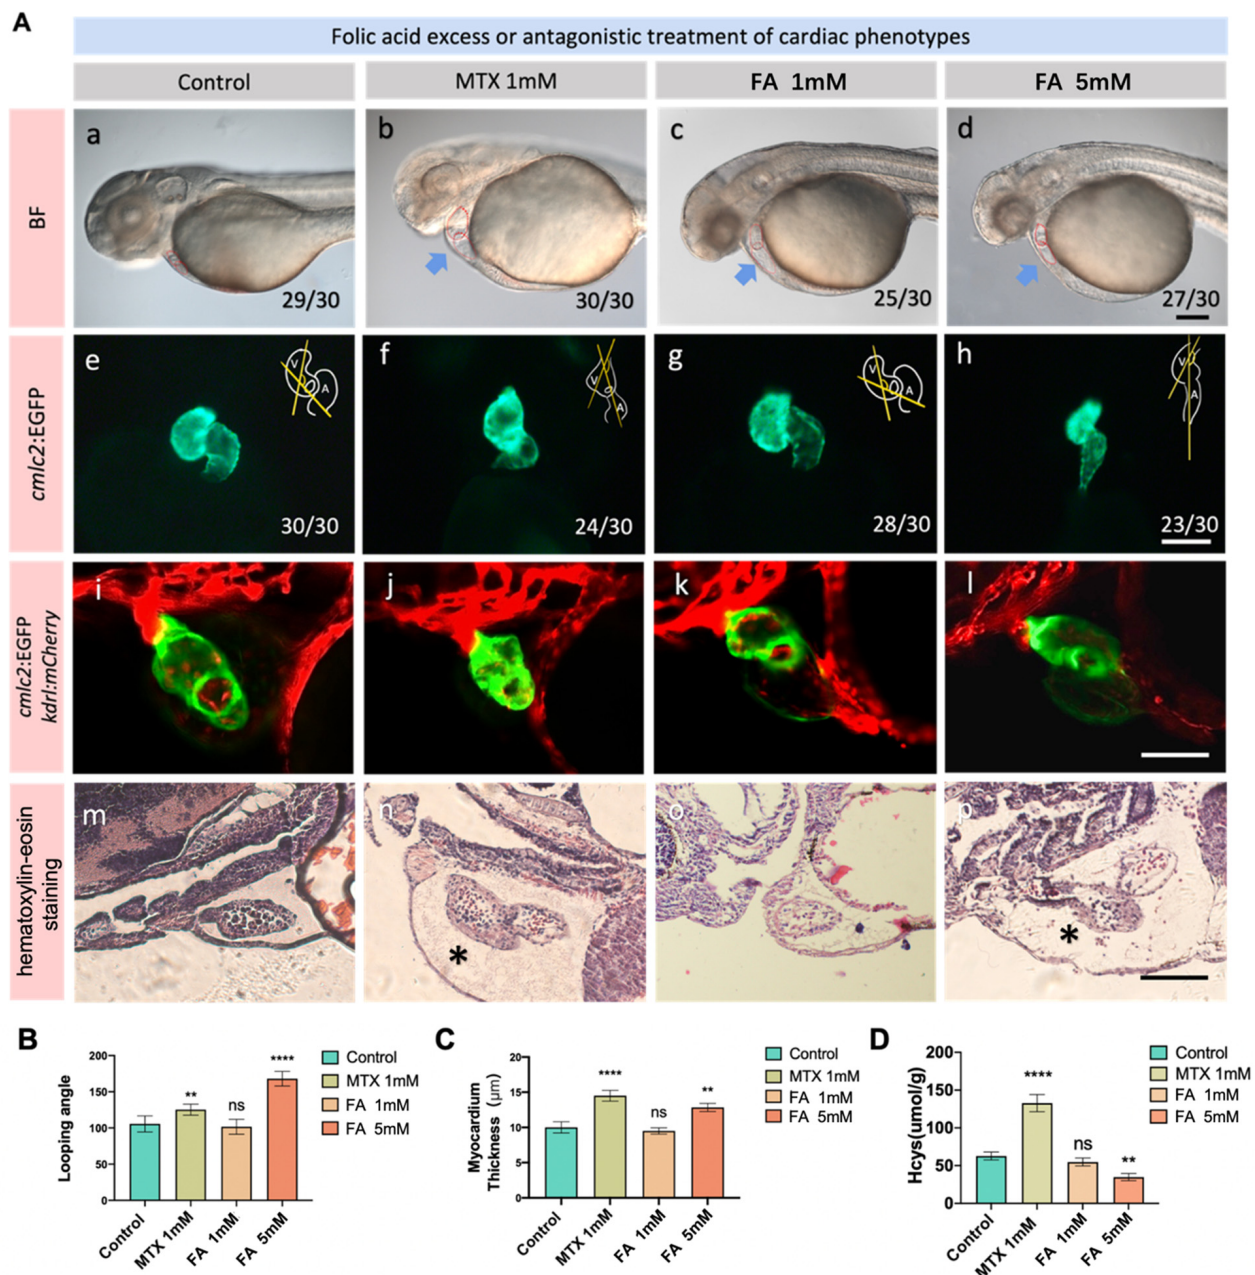 A
Folic acid excess or antagonistic treatment of cardiac phenotypes
Control
MTX 1mM
FA 1mM
FA 5mM
BF
a
29/30
b
30/30
c
25/30
d
27/30
cmlc2:EGFP
e
V
A
30/30
f
V
A
24/30
g
V
A
28/30
h
V
A
23/30
cmlc2:EGFP
kdrl:mCherry
i
j
k
l
hematoxylin-eosin
staining
m
n
*
o
p
*
B
Looping angle
200
150
100
50
0
**
ns
****
Control
MTX 1mM
FA 1mM
FA 5mM
Control
MTX 1mM
FA 1mM
FA 5mM
C
Myocardium
Thickness (μm)
20
15
10
5
0
****
ns
**
Control
MTX 1mM
FA 1mM
FA 5mM
Control
MTX 1mM
FA 1mM
FA 5mM
D
Hcys(umol/g)
200
150
100
50
0
****
ns
**
Control
MTX 1mM
FA 1mM
FA 5mM
Control
MTX 1mM
FA 1mM
FA 5mM